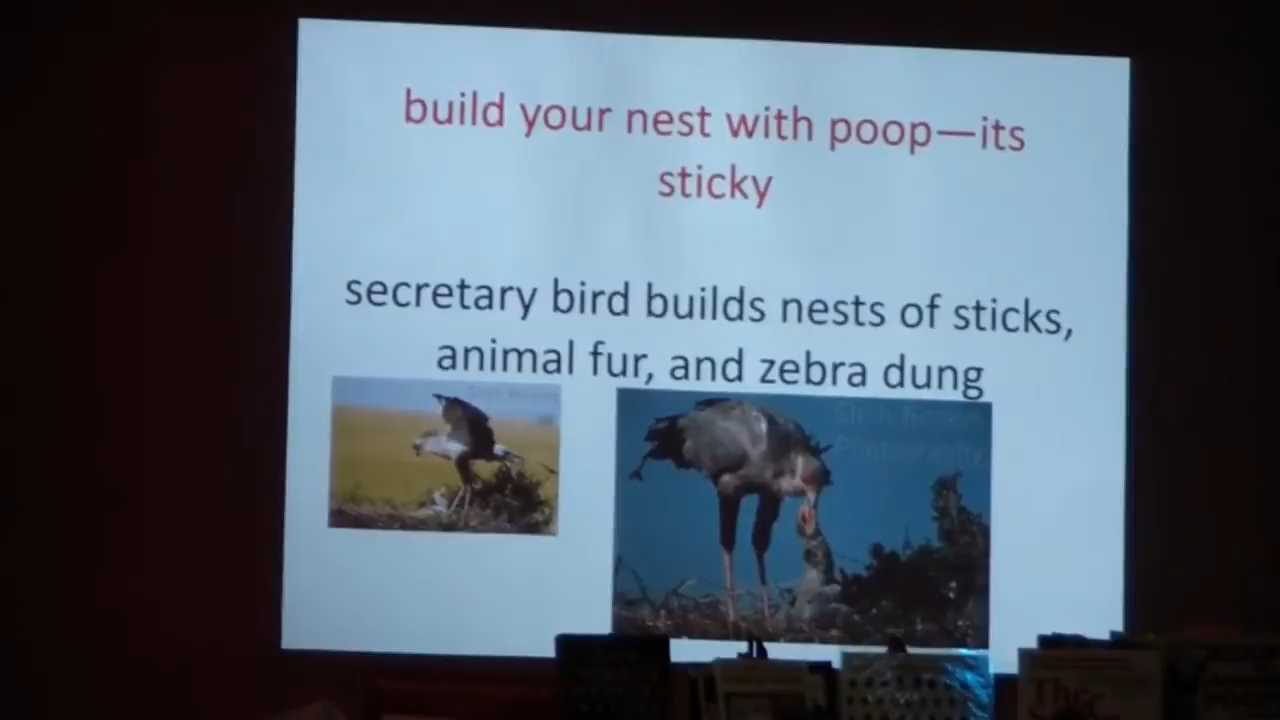 build your nest with poop—its
sticky
secretary bird builds nests of sticks,
animal fur, and zebra dung